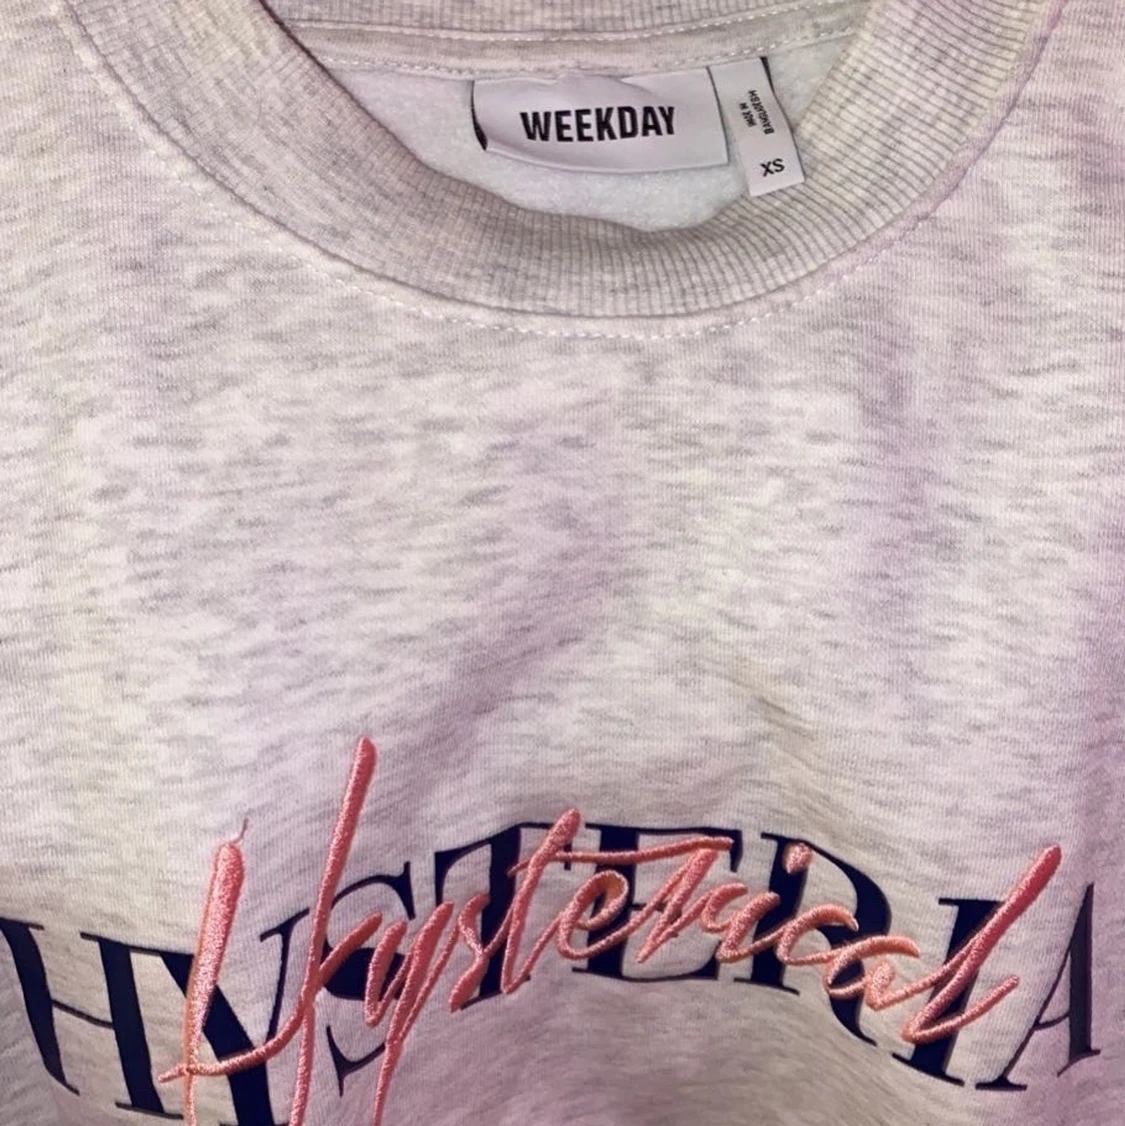 WEEKDAY
MADE IN
BANGLADESH
XS
HYSTERIA
Hysterical